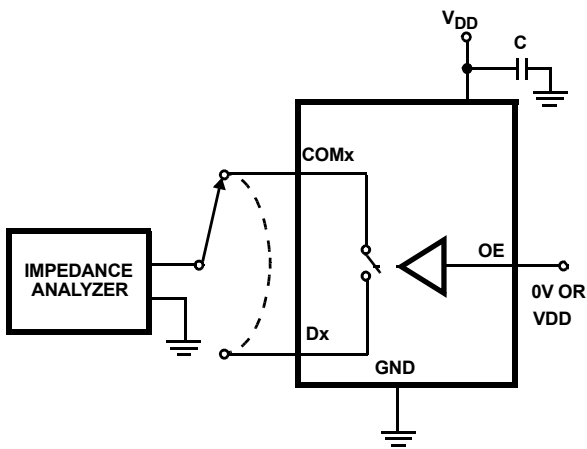 VDD
C
COMx
IMPEDANCE
ANALYZER
OE
0V OR
VDD
Dx
GND